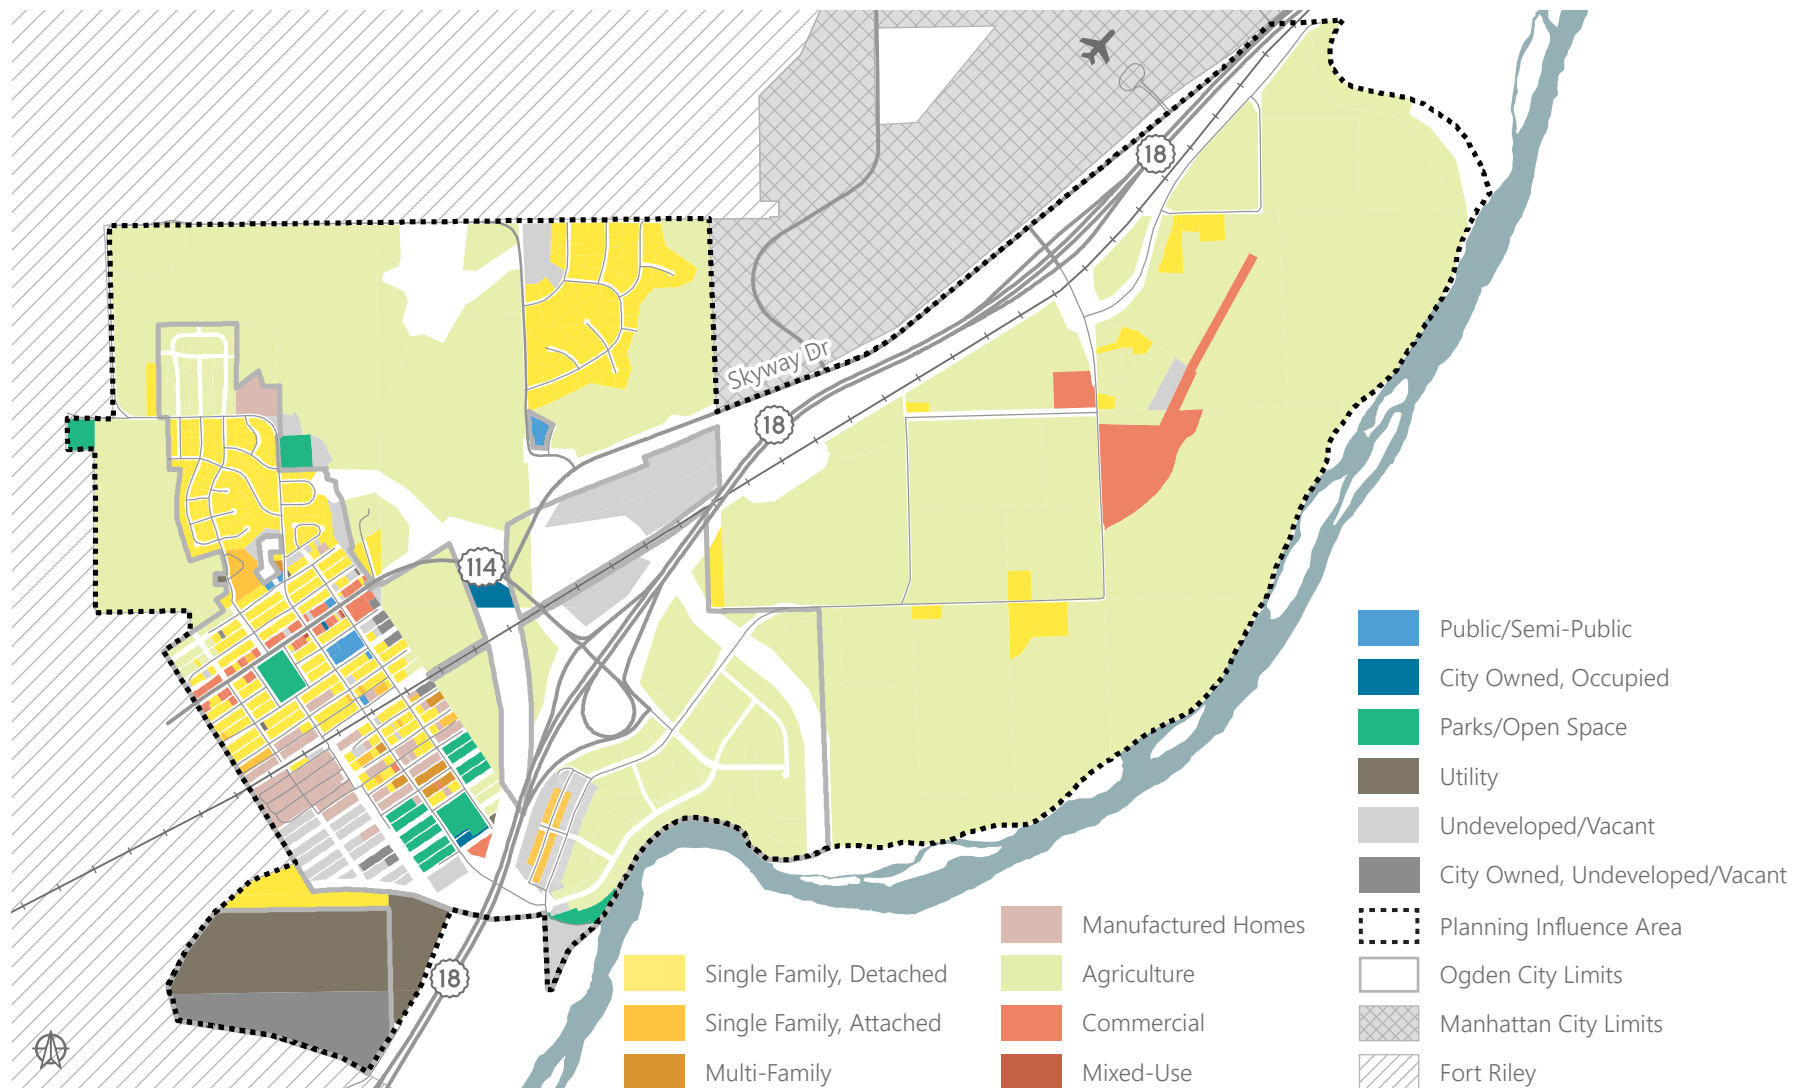 18
Skyway Dr
18
114
18
Single Family, Detached
Single Family, Attached
Multi-Family
Manufactured Homes
Agriculture
Commercial
Mixed-Use
Public/Semi-Public
City Owned, Occupied
Parks/Open Space
Utility
Undeveloped/Vacant
City Owned, Undeveloped/Vacant
Planning Influence Area
Ogden City Limits
Manhattan City Limits
Fort Riley